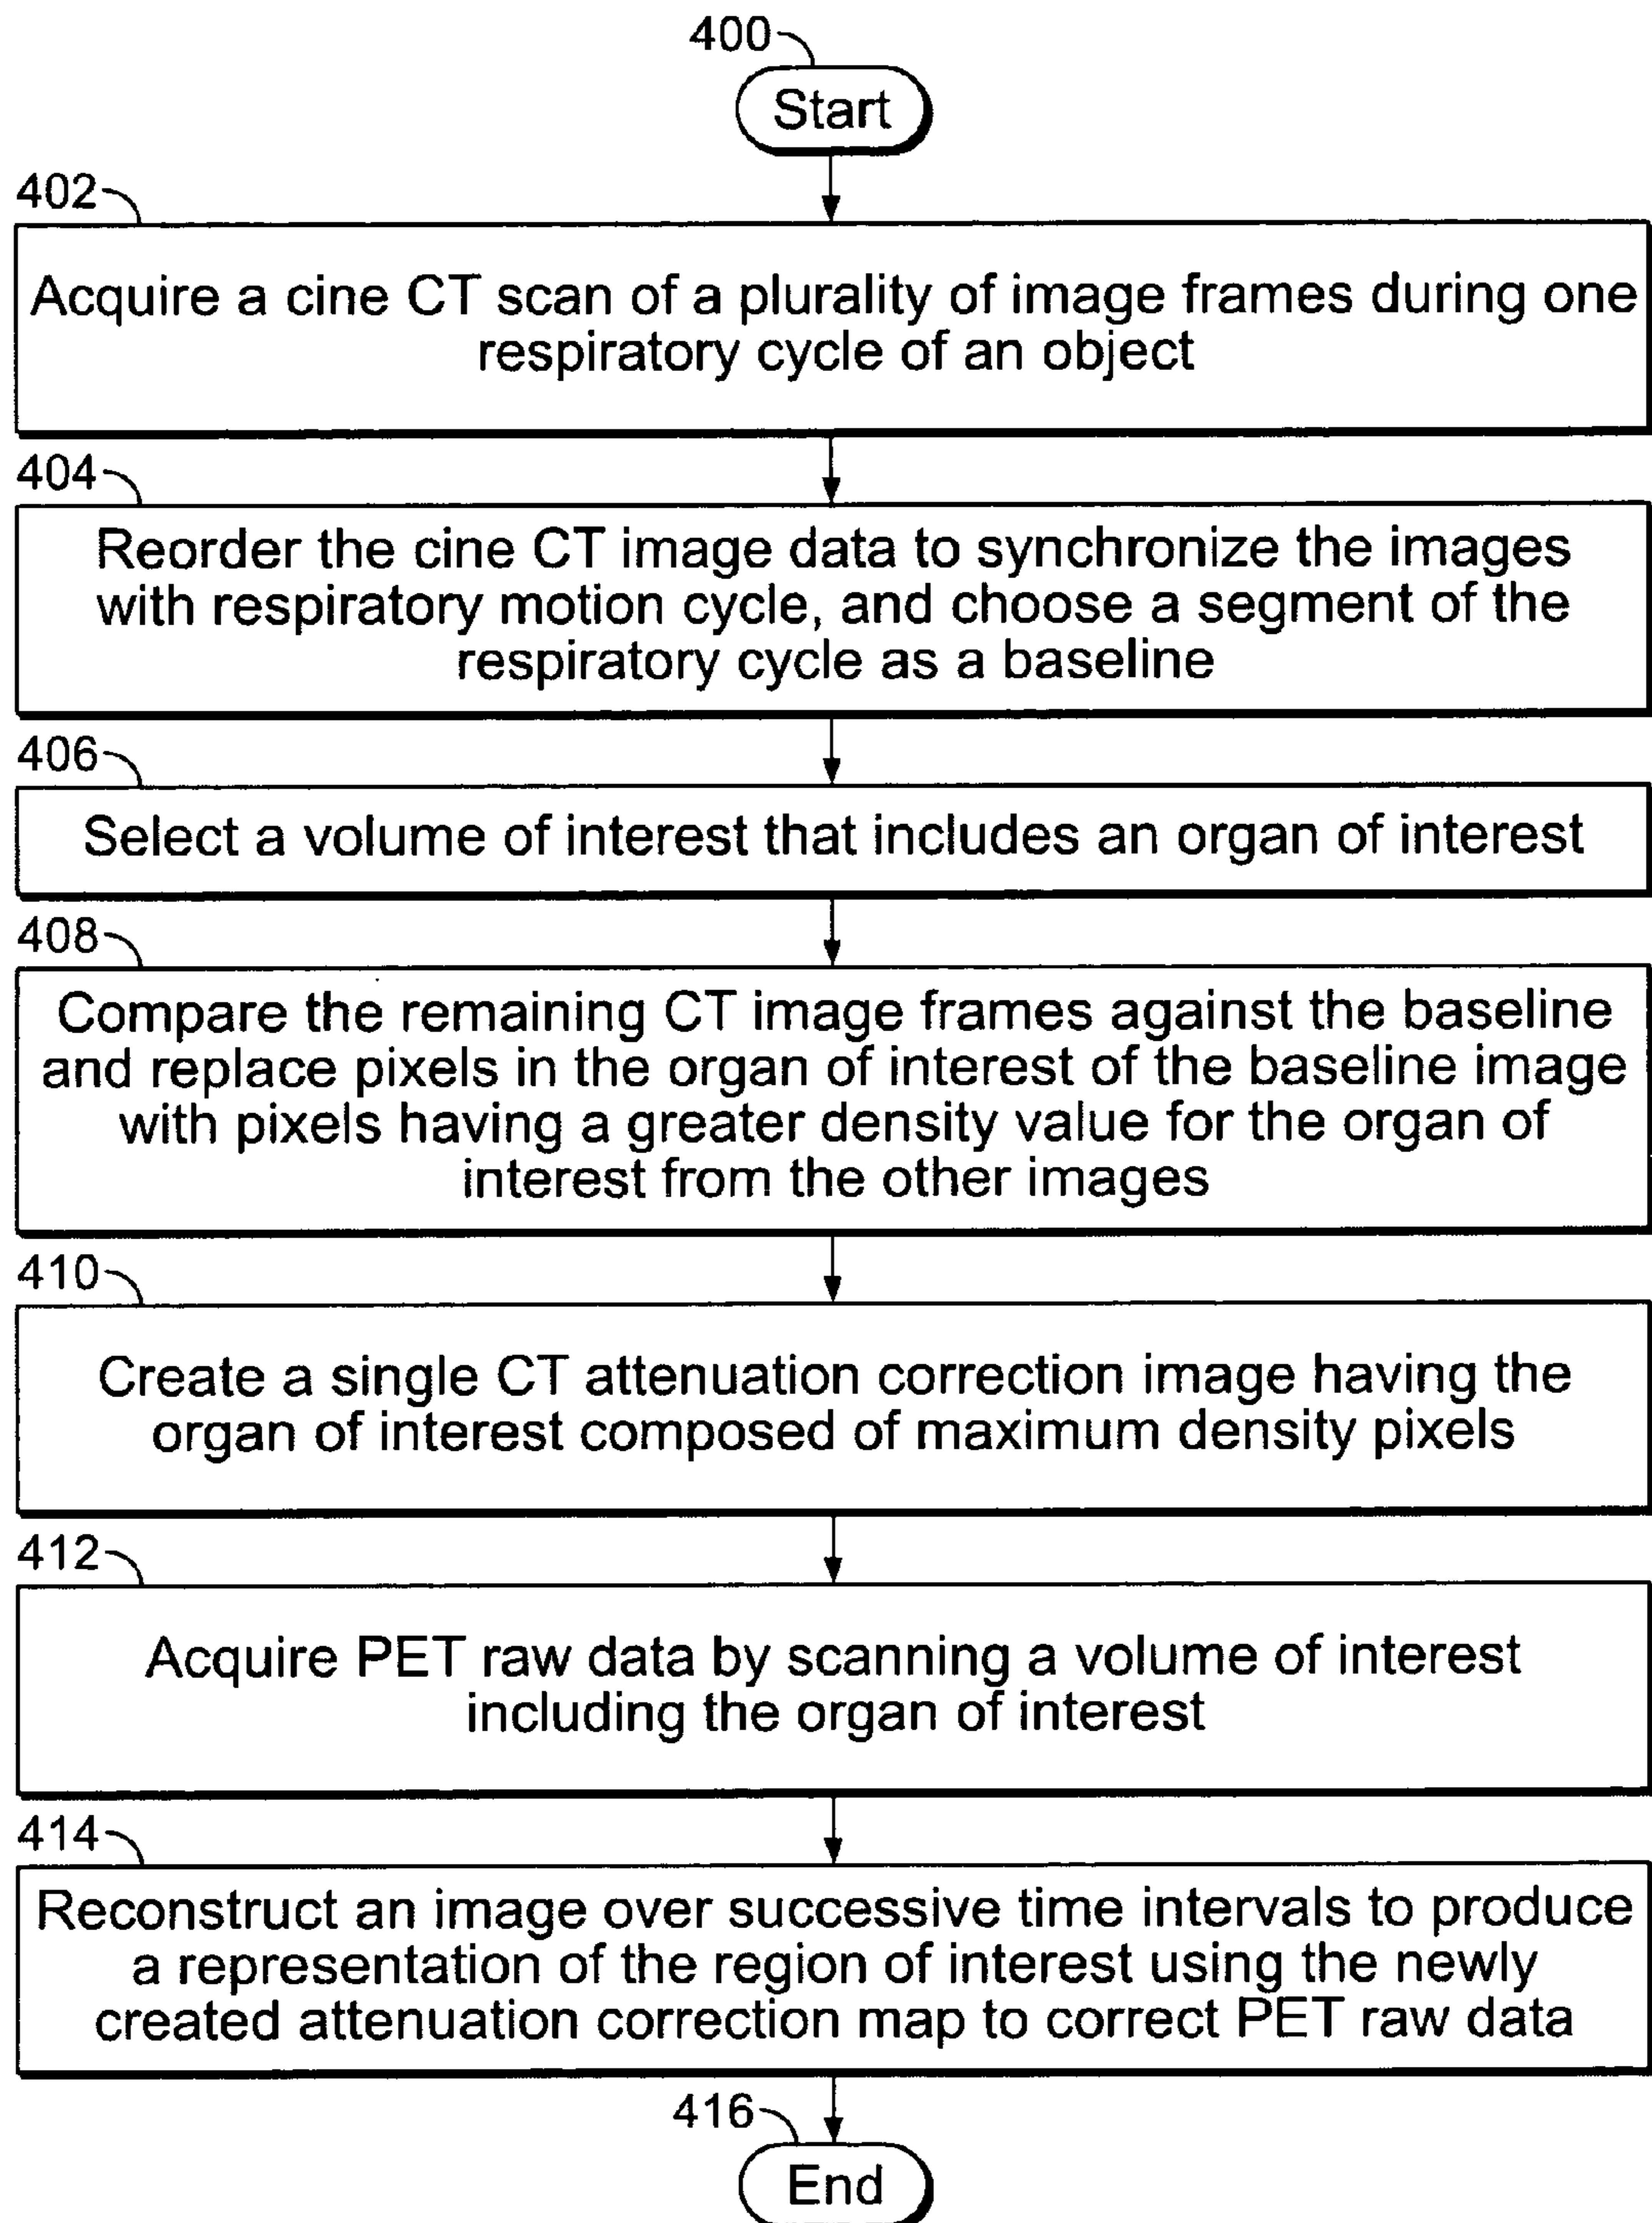 400
Start
402
Acquire a cine CT scan of a plurality of image frames during one
respiratory cycle of an object
404
Reorder the cine CT image data to synchronize the images
with respiratory motion cycle, and choose a segment of the
respiratory cycle as a baseline
406
Select a volume of interest that includes an organ of interest
408
Compare the remaining CT image frames against the baseline
and replace pixels in the organ of interest of the baseline image
with pixels having a greater density value for the organ of
interest from the other images
410
Create a single CT attenuation correction image having the
organ of interest composed of maximum density pixels
412
Acquire PET raw data by scanning a volume of interest
including the organ of interest
414
Reconstruct an image over successive time intervals to produce
a representation of the region of interest using the newly
created attenuation correction map to correct PET raw data
416
End